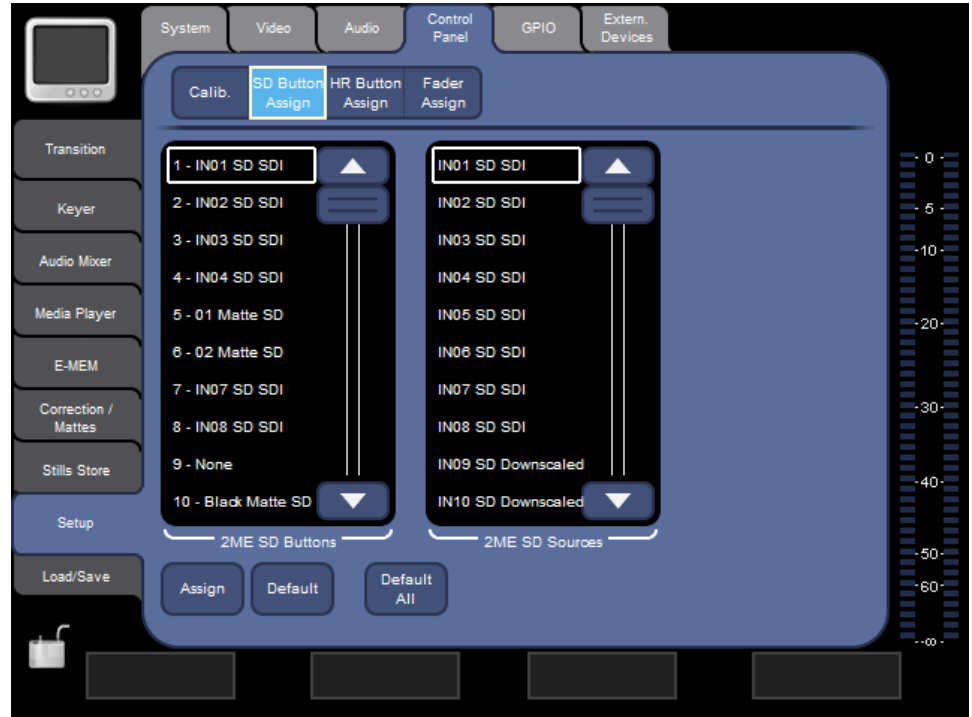 System
Video
Audio
Control
Panel
GPIO
Extern.
Devices
Calib.
SD Button
Assign
HR Button
Assign
Fader
Assign
Transition
Keyer
Audio Mixer
Media Player
E-MEM
Correction /
Mattes
Stills Store
Setup
Load/Save
1 - IN01 SD SDI
2 - IN02 SD SDI
3 - IN03 SD SDI
4 - IN04 SD SDI
5 - 01 Matte SD
6 - 02 Matte SD
7 - IN07 SD SDI
8 - IN08 SD SDI
9 - None
10 - Black Matte SD
2ME SD Buttons
IN01 SD SDI
IN02 SD SDI
IN03 SD SDI
IN04 SD SDI
IN05 SD SDI
IN06 SD SDI
IN07 SD SDI
IN08 SD SDI
IN09 SD Downscaled
IN10 SD Downscaled
2ME SD Sources
Assign
Default
Default
All
- 0 -
- 5 -
-10-
-20-
-30-
-40-
-50-
-60-
--∞-